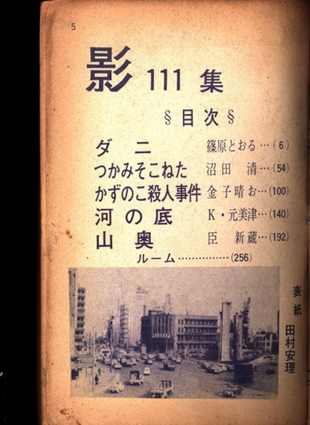 5
影 111 集
§ 目次 §
ダニ 篠原とおる…(6)
つかみそこねた 沼田 清…(54)
かずのこ殺人事件 金子晴お…(100)
河の底 K・元美津…(140)
山奥 臣 新蔵…(192)
ルーム……………(256)
表紙 田村安理